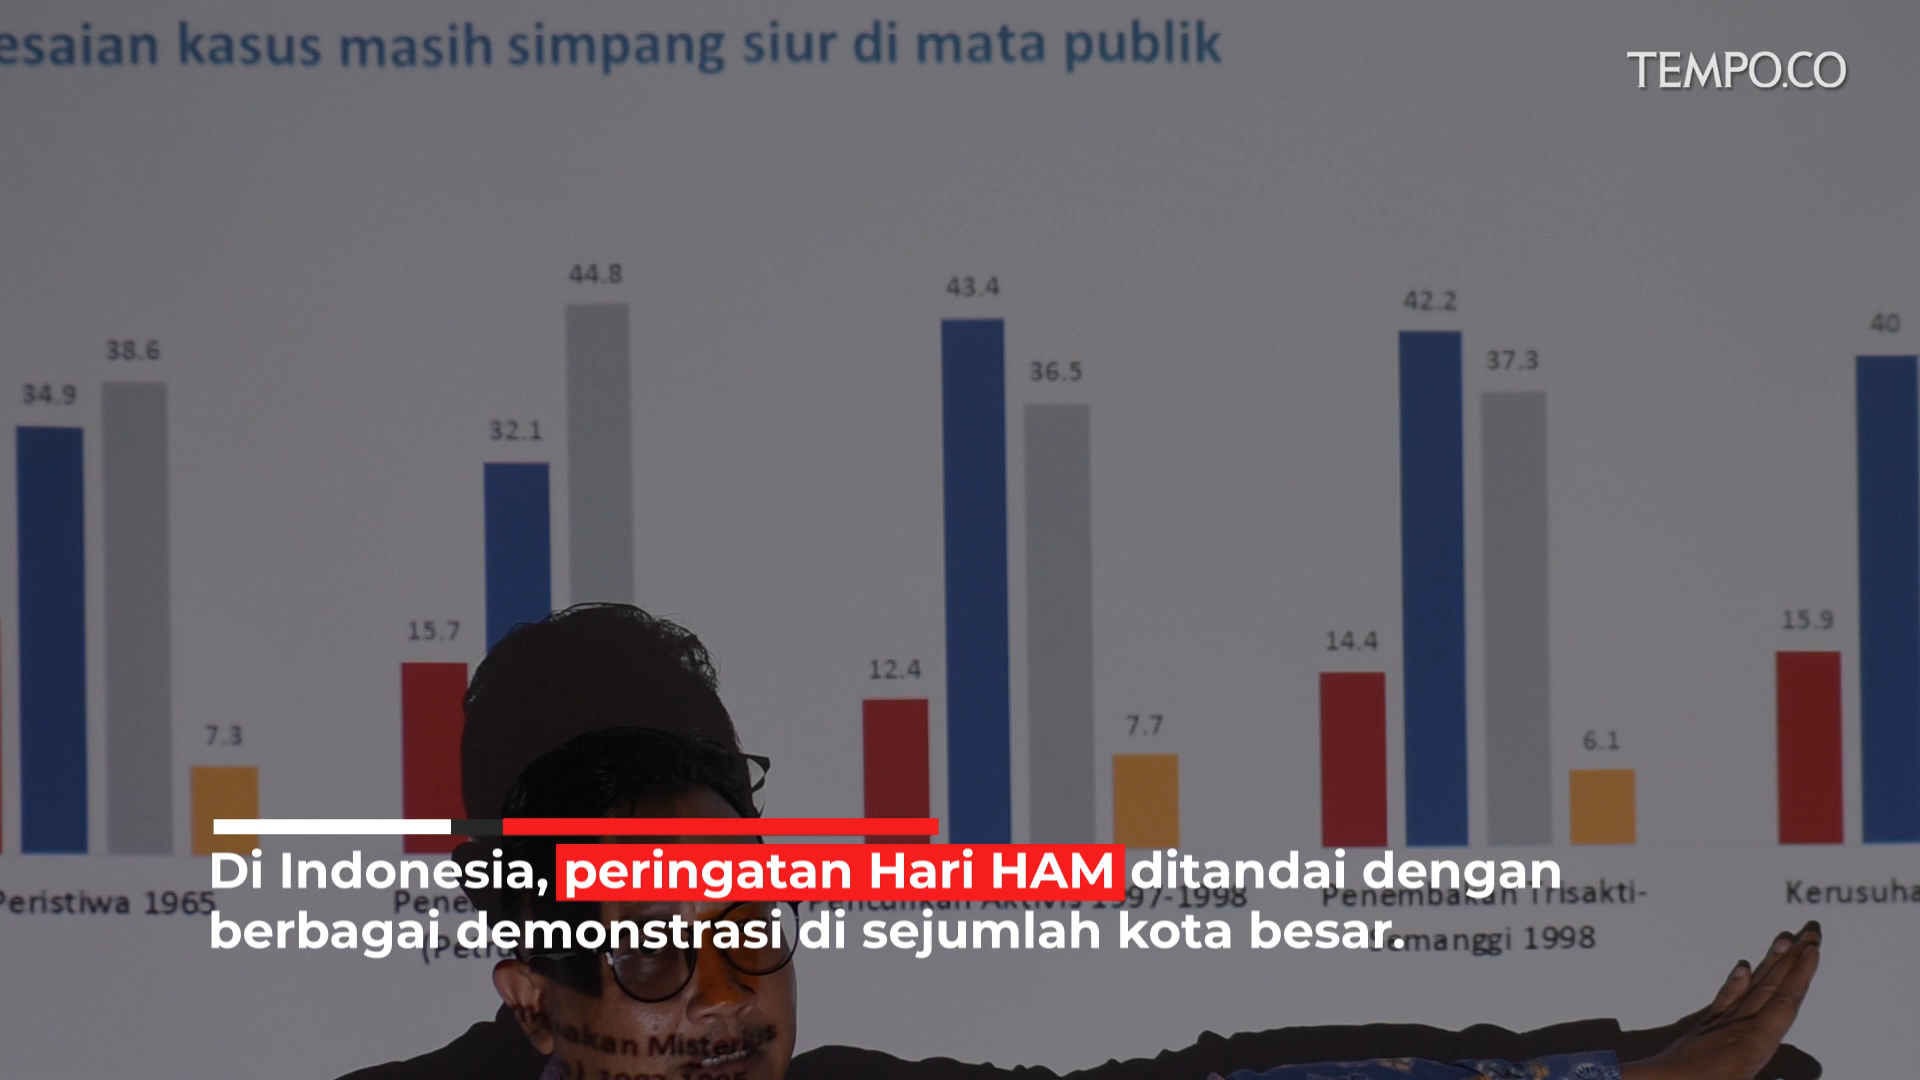 esaian kasus masih simpang siur di mata publik
TEMPO.CO
34.9
38.6
7.3
15.7
32.1
44.8
12.4
43.4
36.5
7.7
14.4
42.2
37.3
6.1
15.9
40
Di Indonesia, peringatan Hari HAM ditandai dengan
berbagai demonstrasi di sejumlah kota besar.
Peristiwa 1965
Penculikan Aktivis 1997-1998
Penembakan Trisakti-
Semanggi 1998
Kerusuha
akan Misterius